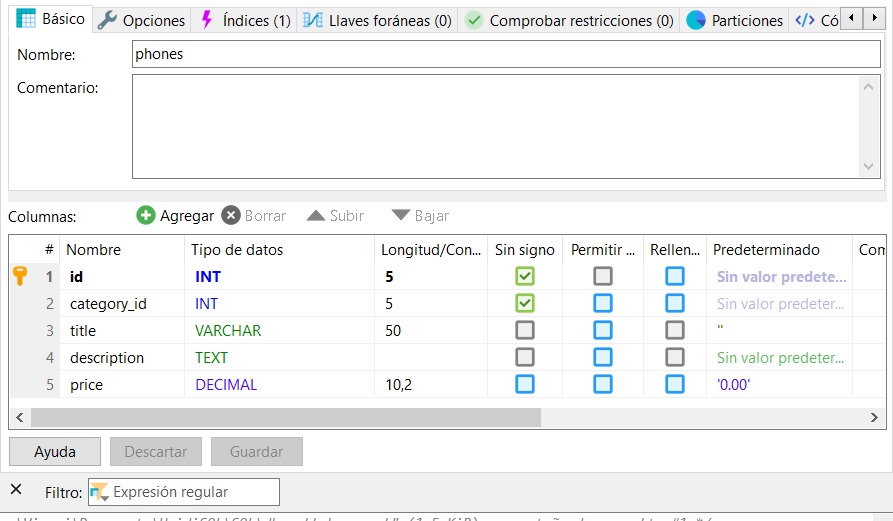 Básico Opciones Índices (1) Llaves foráneas (0) Comprobar restricciones (0) Particiones </> Có
Nombre: phones
Comentario:
Columnas: Agregar Borrar Subir Bajar
# Nombre Tipo de datos Longitud/Con... Sin signo Permitir ... Rellen... Predeterminado Com
1 id INT 5 Sin valor predete...
2 category_id INT 5 Sin valor predeter...
3 title VARCHAR 50 ''
4 description TEXT Sin valor predeter...
5 price DECIMAL 10,2 '0.00'
Ayuda Descartar Guardar
Filtro: Expresión regular